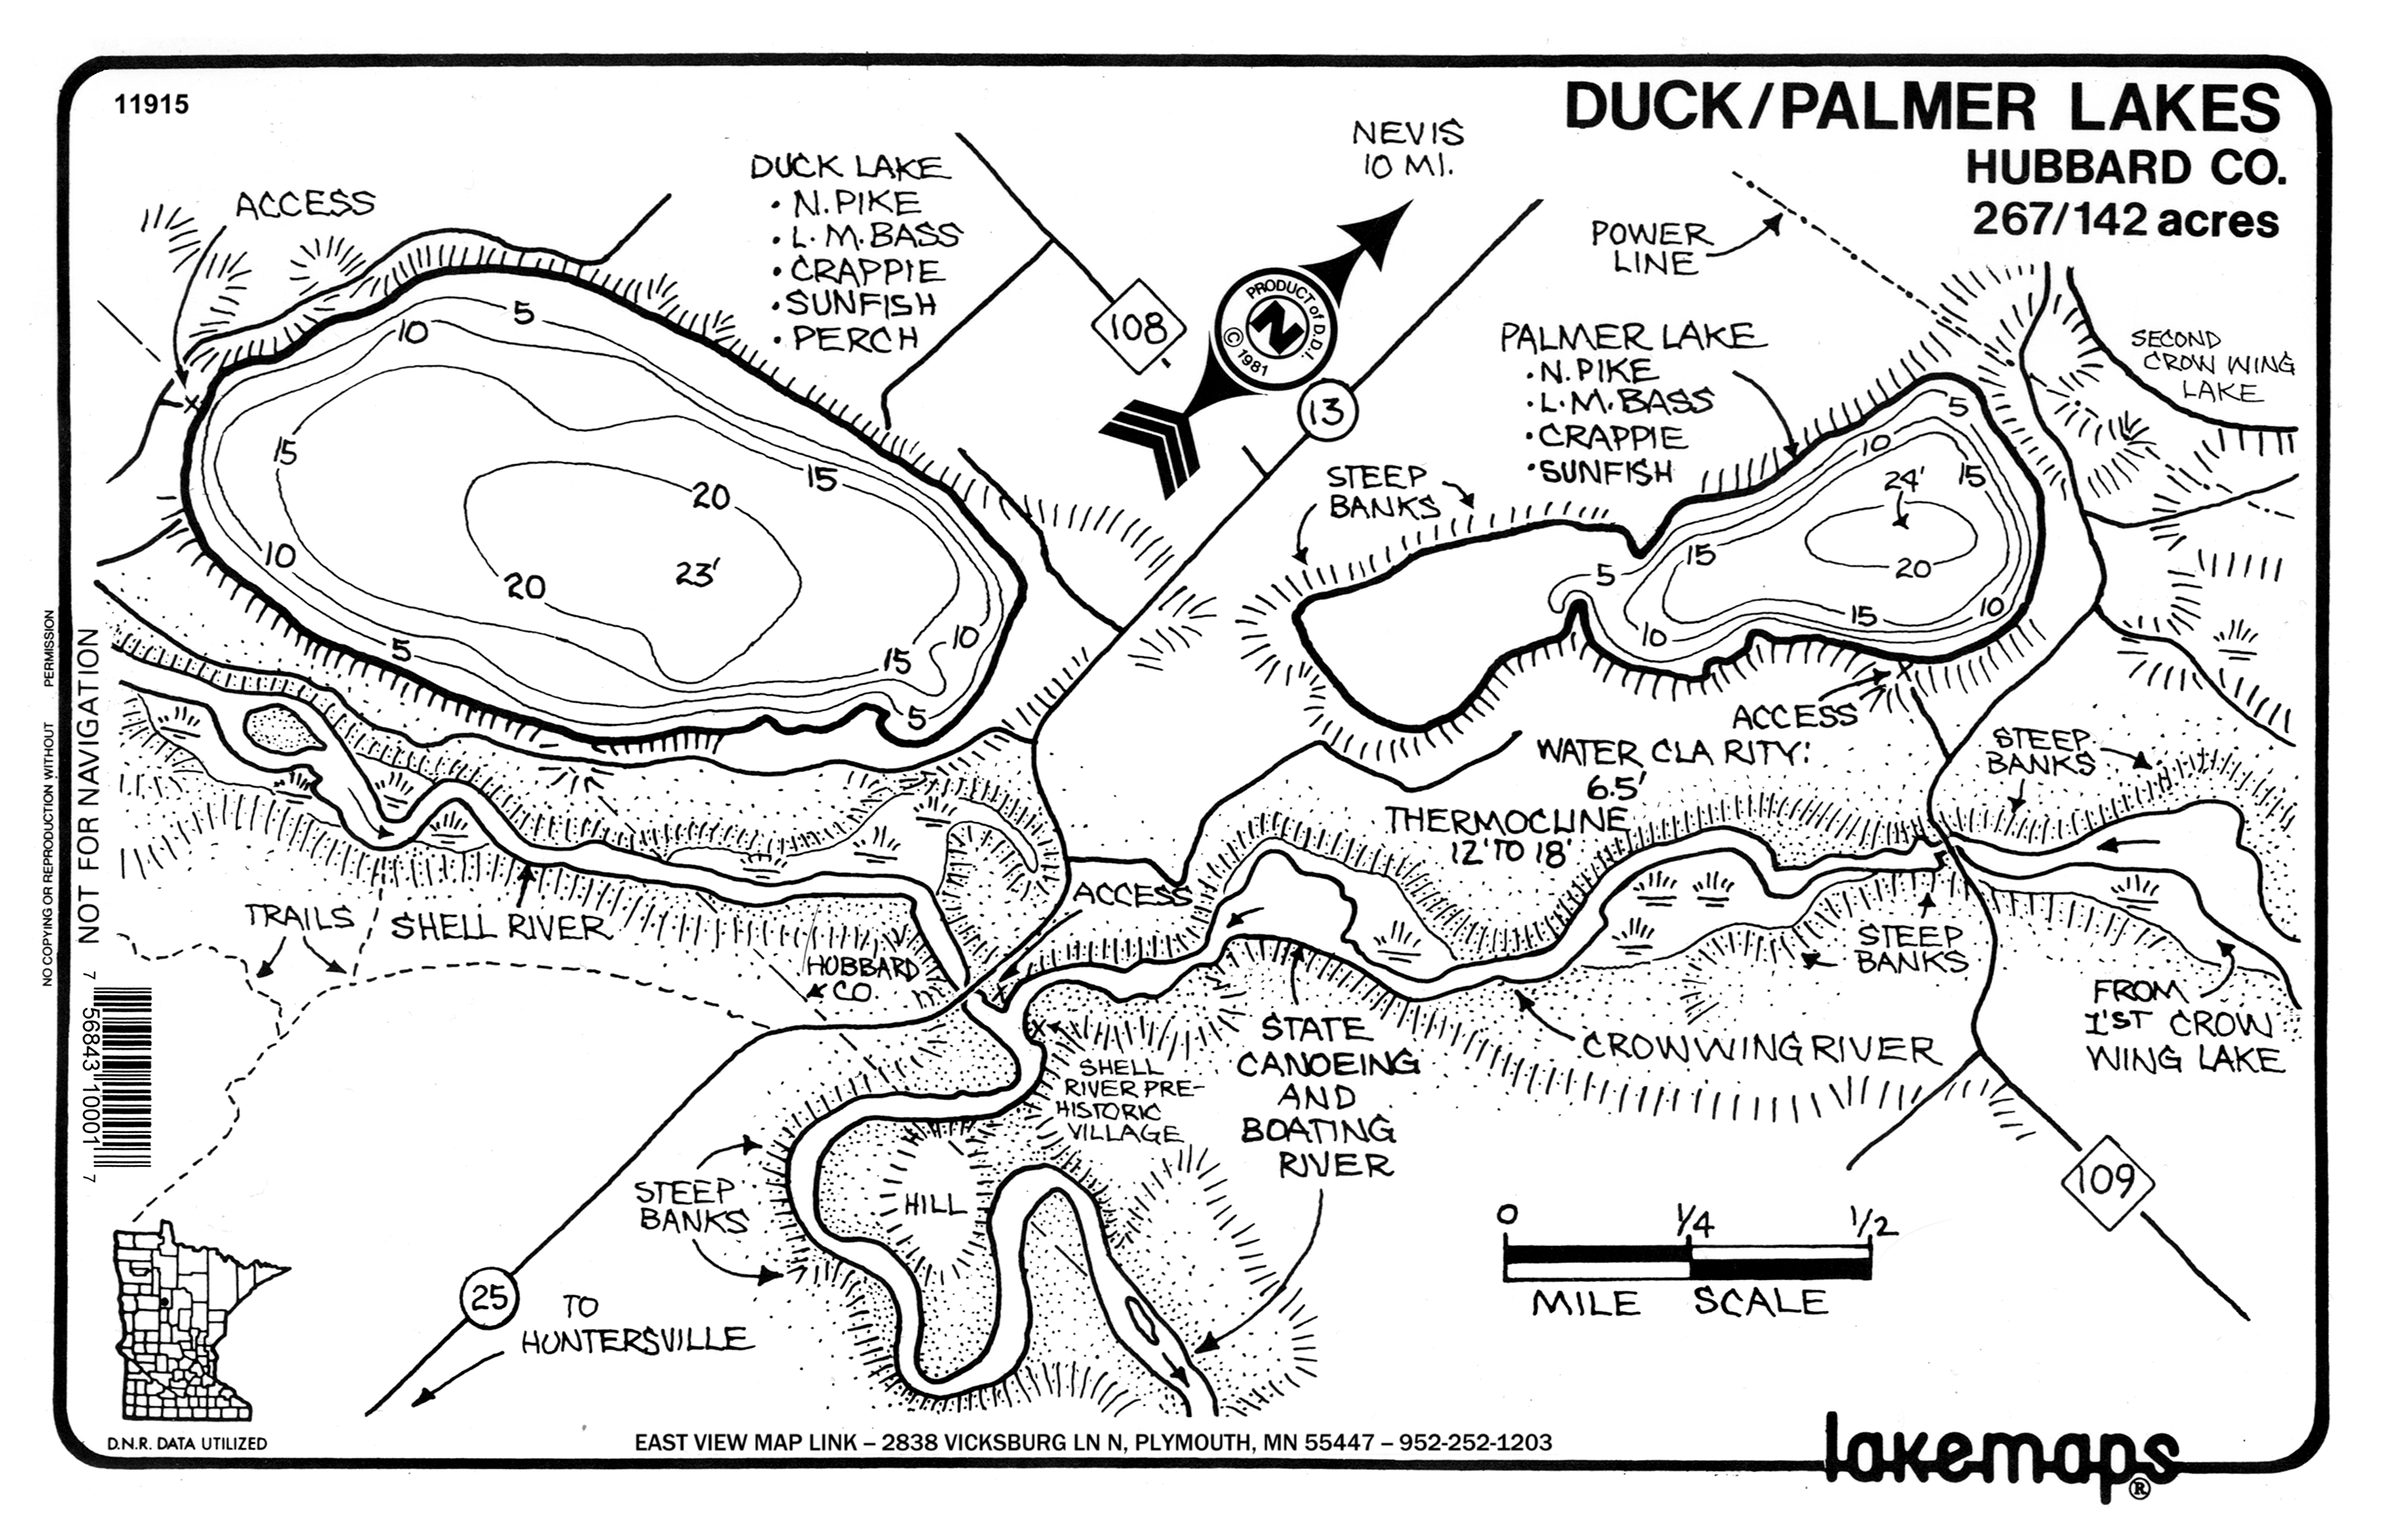 11915
DUCK/PALMER LAKES
HUBBARD CO.
267/142 acres
ACCESS
DUCK LAKE
• N. PIKE
• L. M. BASS
• CRAPPIE
• SUNFISH
• PERCH
108
NEVIS
10 MI.
PRODUCT of D.D.I.
N
© 1981
13
POWER
LINE
PALMER LAKE
• N. PIKE
• L. M. BASS
• CRAPPIE
• SUNFISH
SECOND
CROW WING
LAKE
STEEP
BANKS
5
10
15
20
15
10
20
23'
5
15
10
5
5
10
15
24'
20
15
5
10
15
10
ACCESS
WATER CLARITY:
6.5'
THERMOCLINE
12' TO 18'
STEEP
BANKS
STEEP
BANKS
FROM
1'ST CROW
WING LAKE
CROW WING RIVER
ACCESS
TRAILS
SHELL RIVER
HUBBARD
CO.
SHELL
RIVER PRE-
HISTORIC
VILLAGE
STATE
CANOEING
AND
BOATING
RIVER
STEEP
BANKS
HILL
25
TO
HUNTERSVILLE
109
0 1/4 1/2
MILE SCALE
NO COPYING OR REPRODUCTION WITHOUT PERMISSION
NOT FOR NAVIGATION
7 56843 10001 7
D.N.R. DATA UTILIZED
EAST VIEW MAP LINK – 2838 VICKSBURG LN N, PLYMOUTH, MN 55447 – 952-252-1203
lakemaps®